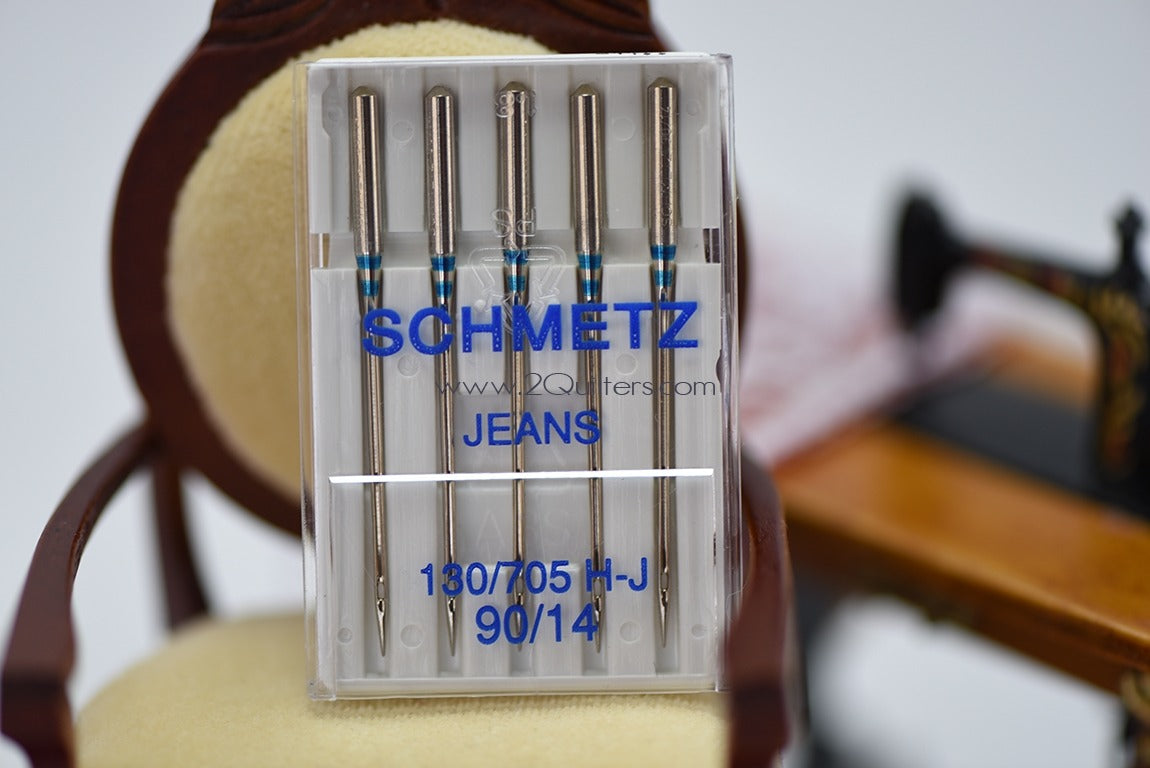 SCHMETZ
www.2Quilters.com
JEANS
130/705 H-J
90/14